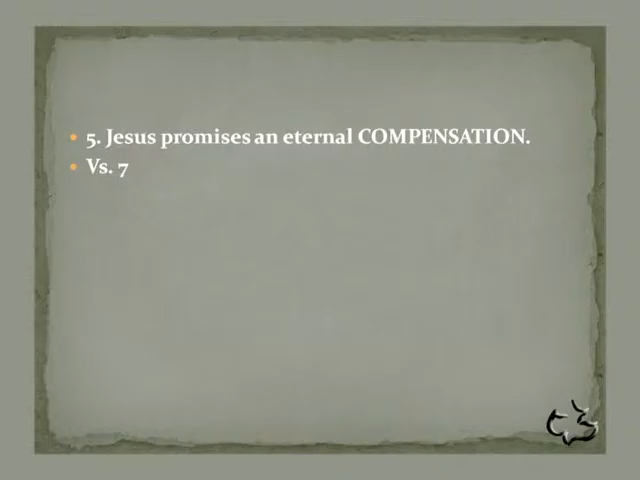 5. Jesus promises an eternal COMPENSATION.
Vs. 7